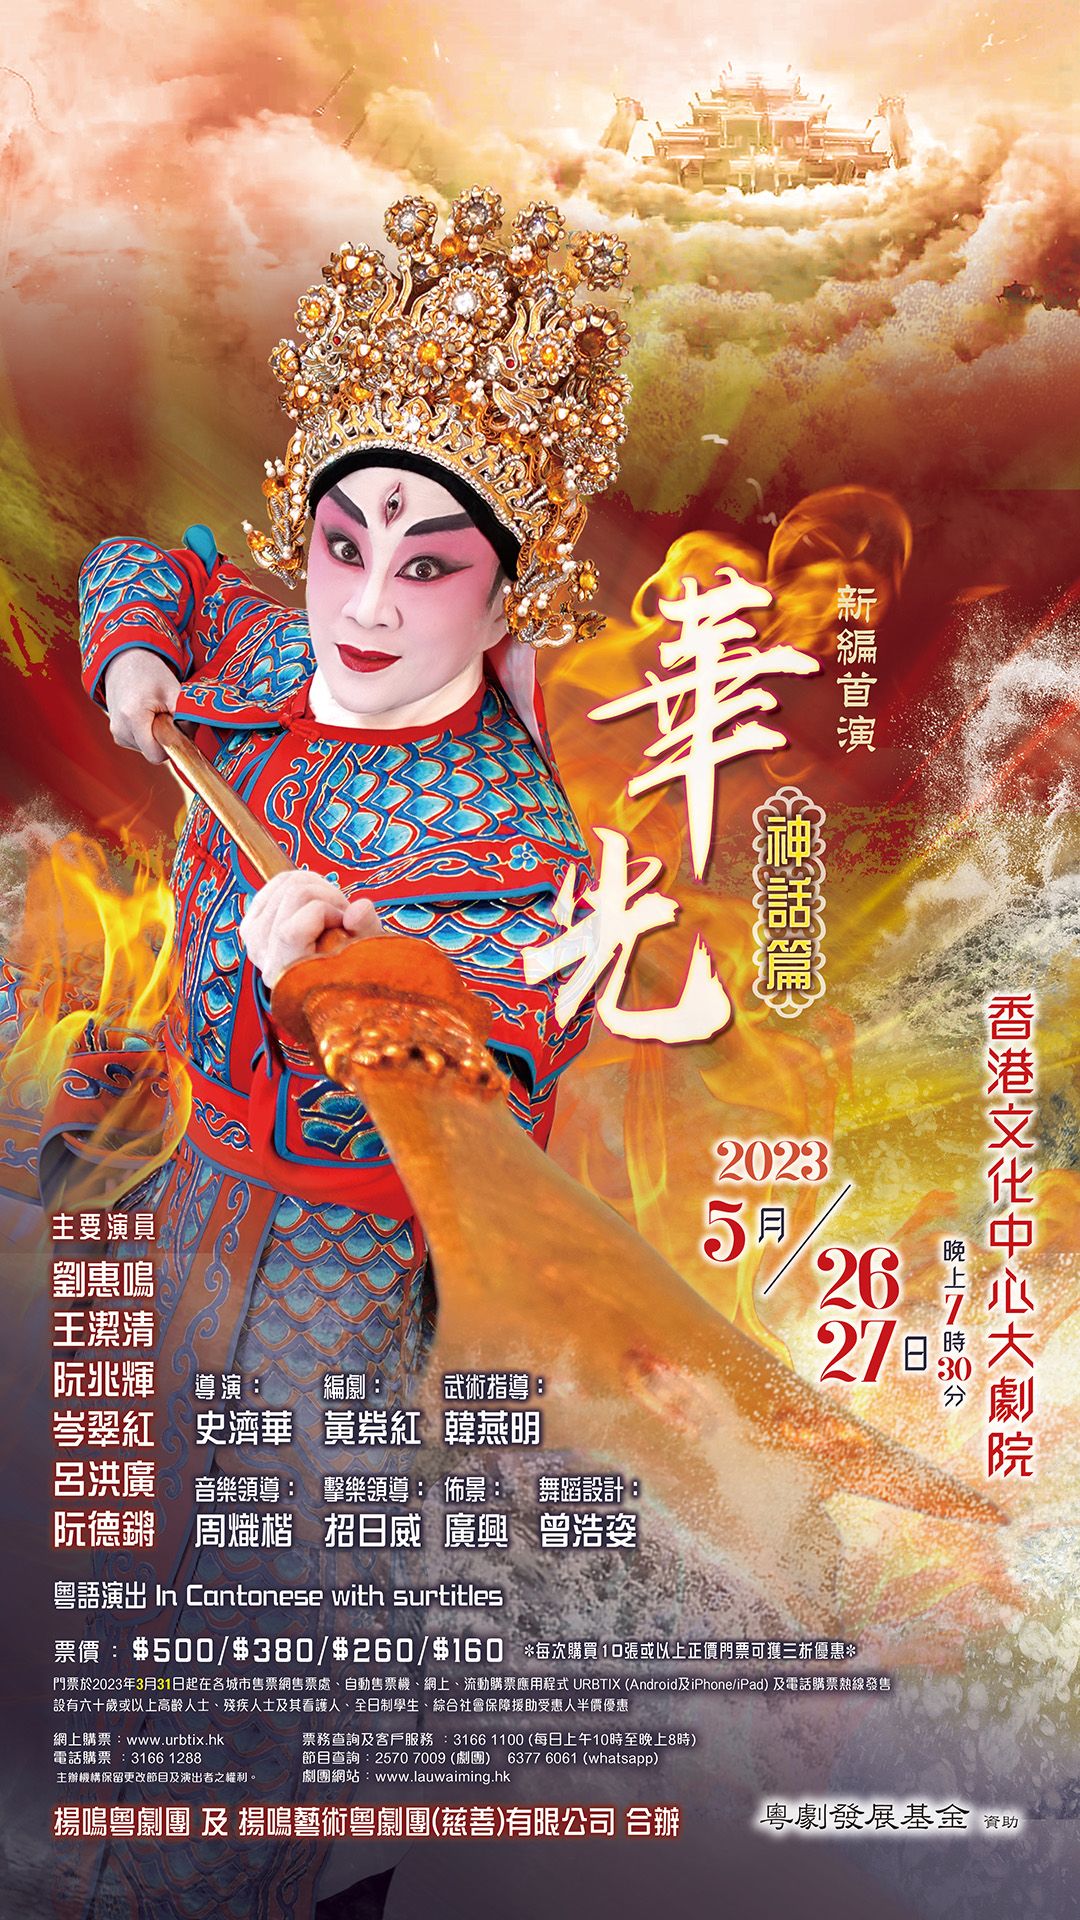 新編首演
華光
神話篇
香港文化中心大劇院
2023
5月/26 27日
晚上7時30分
主要演員
劉惠鳴
王潔清
阮兆輝
岑翠紅
呂洪廣
阮德鏘
導演： 編劇： 武術指導：
史濟華 黃紫紅 韓燕明
音樂領導： 擊樂領導： 佈景： 舞蹈設計：
周熾楷 招日威 廣興 曾浩姿
粵語演出 In Cantonese with surtitles
票價：$500/$380/$260/$160 *每次購買10張或以上正價門票可獲三折優惠*
門票於2023年3月31日起在各城市售票網售票處、自動售票機、網上、流動購票應用程式 URBTIX (Android及iPhone/iPad) 及電話購票熱線發售
設有六十歲或以上高齡人士、殘疾人士及其看護人、全日制學生、綜合社會保障援助受惠人半價優惠
網上購票：www.urbtix.hk 票務查詢及客戶服務 ：3166 1100 (每日上午10時至晚上8時)
電話購票 ：3166 1288 節目查詢：2570 7009 (劇團) 6377 6061 (whatsapp)
主辦機構保留更改節目及演出者之權利。 劇團網站：www.lauwaiming.hk
揚鳴粵劇團 及 揚鳴藝術粵劇團(慈善)有限公司 合辦
粵劇發展基金 資助